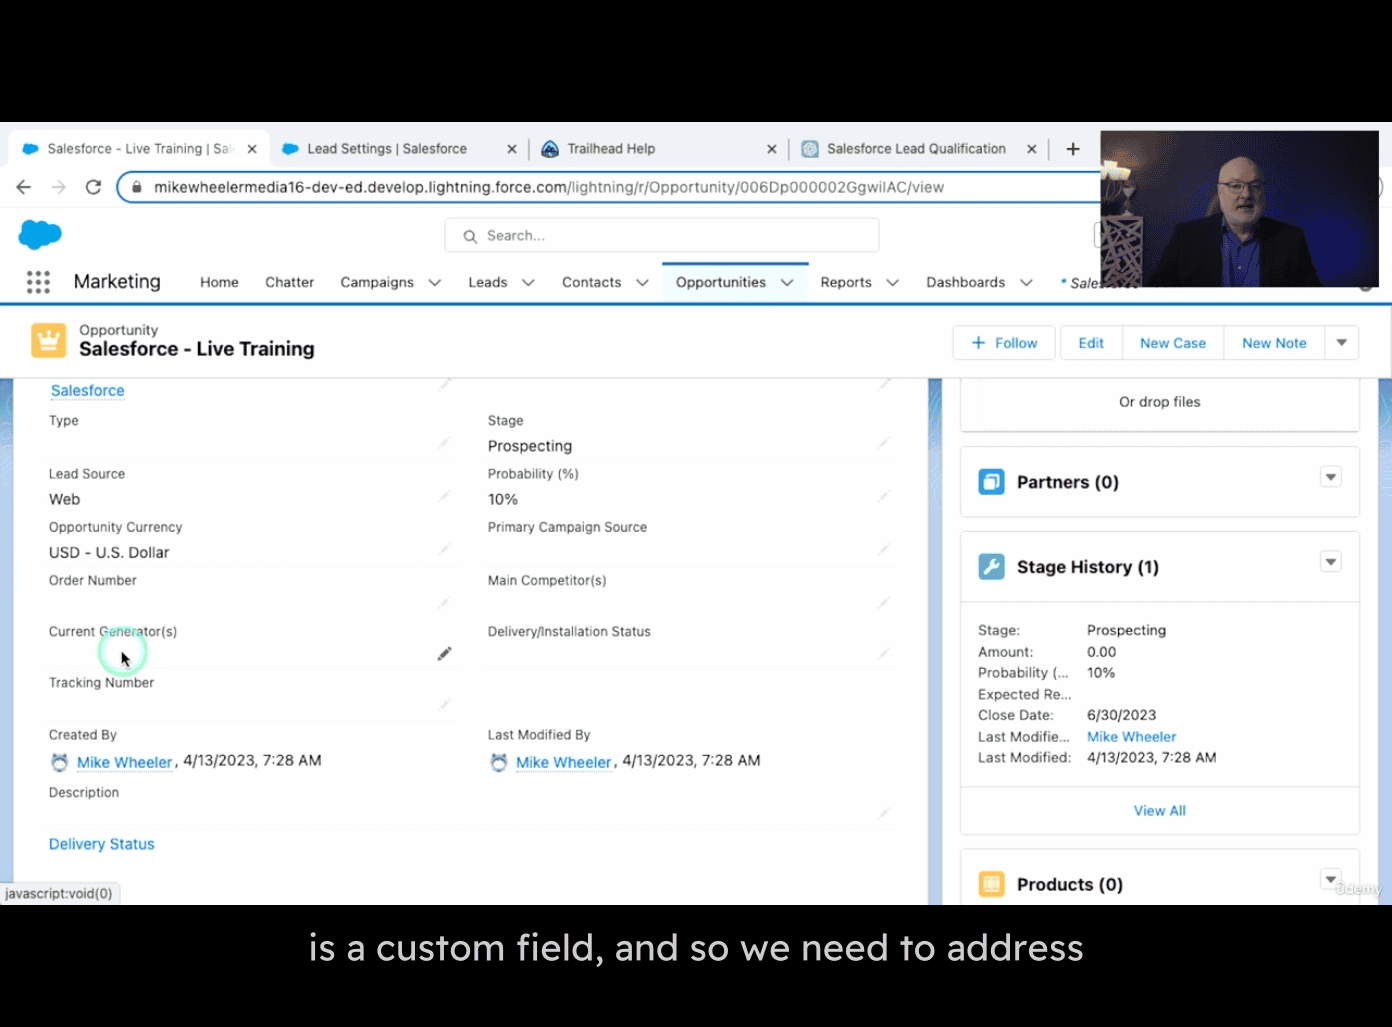 Salesforce - Live Training | Sal
Lead Settings | Salesforce
Trailhead Help
Salesforce Lead Qualification
mikewheelermedia16-dev-ed.develop.lightning.force.com/lightning/r/Opportunity/006Dp000002GgwiIAC/view
Search...
Marketing
Home
Chatter
Campaigns
Leads
Contacts
Opportunities
Reports
Dashboards
Opportunity
Salesforce - Live Training
+ Follow
Edit
New Case
New Note
Salesforce
Type
Stage
Prospecting
Lead Source
Probability (%)
Web
10%
Opportunity Currency
Primary Campaign Source
USD - U.S. Dollar
Order Number
Main Competitor(s)
Current Generator(s)
Delivery/Installation Status
Tracking Number
Created By
Last Modified By
Mike Wheeler, 4/13/2023, 7:28 AM
Mike Wheeler, 4/13/2023, 7:28 AM
Description
Delivery Status
javascript:void(0)
Or drop files
Partners (0)
Stage History (1)
Stage: Prospecting
Amount: 0.00
Probability (... 10%
Expected Re...
Close Date: 6/30/2023
Last Modifie... Mike Wheeler
Last Modified: 4/13/2023, 7:28 AM
View All
Products (0)
ûdemy
is a custom field, and so we need to address